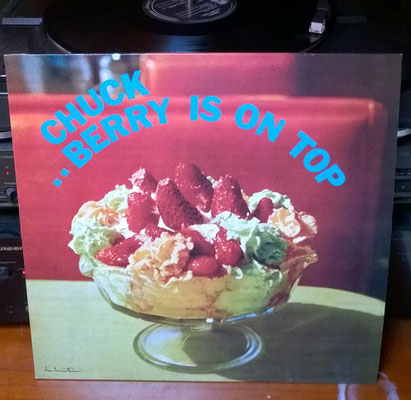 CHUCK
..BERRY IS ON TOP